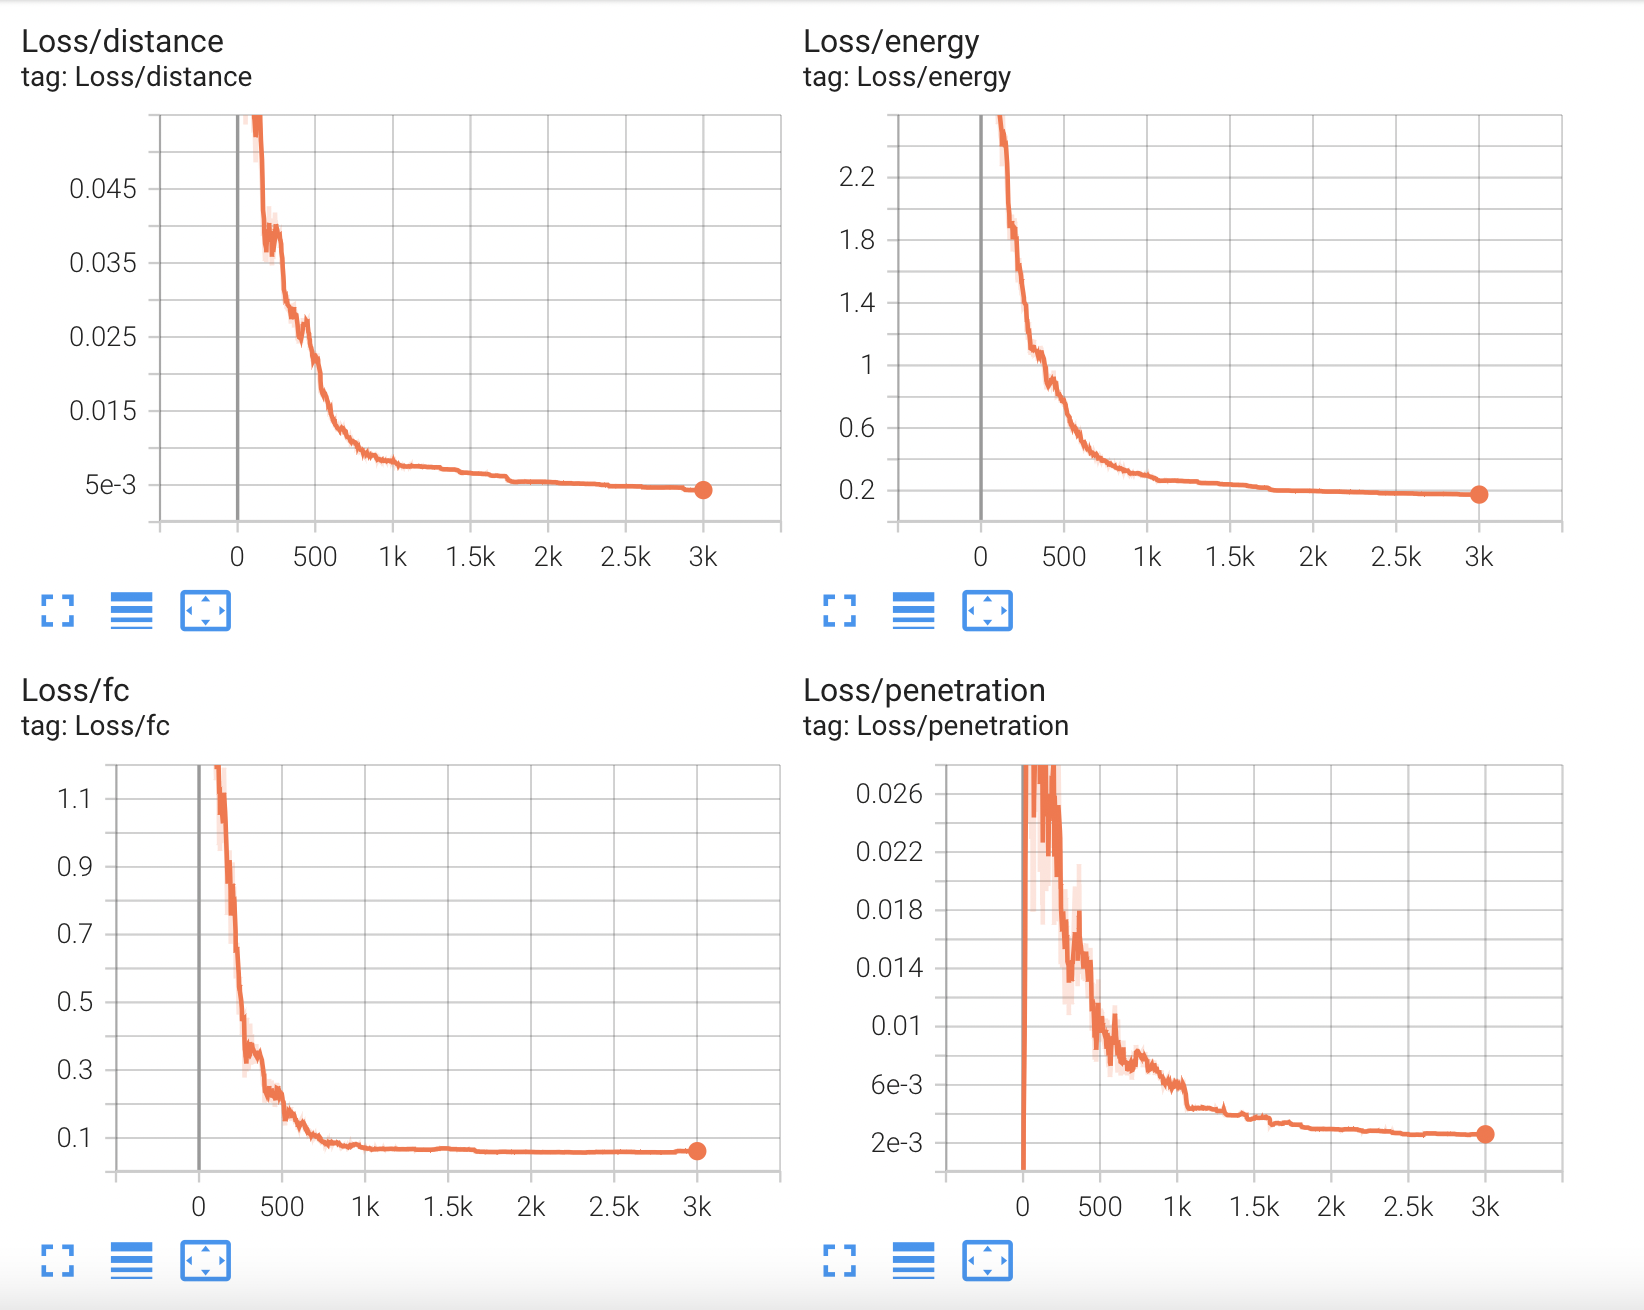 Loss/distance
tag: Loss/distance
0.045
0.035
0.025
0.015
5e-3
0 500 1k 1.5k 2k 2.5k 3k
Loss/energy
tag: Loss/energy
2.2
1.8
1.4
1
0.6
0.2
0 500 1k 1.5k 2k 2.5k 3k
Loss/fc
tag: Loss/fc
1.1
0.9
0.7
0.5
0.3
0.1
0 500 1k 1.5k 2k 2.5k 3k
Loss/penetration
tag: Loss/penetration
0.026
0.022
0.018
0.014
0.01
6e-3
2e-3
0 500 1k 1.5k 2k 2.5k 3k